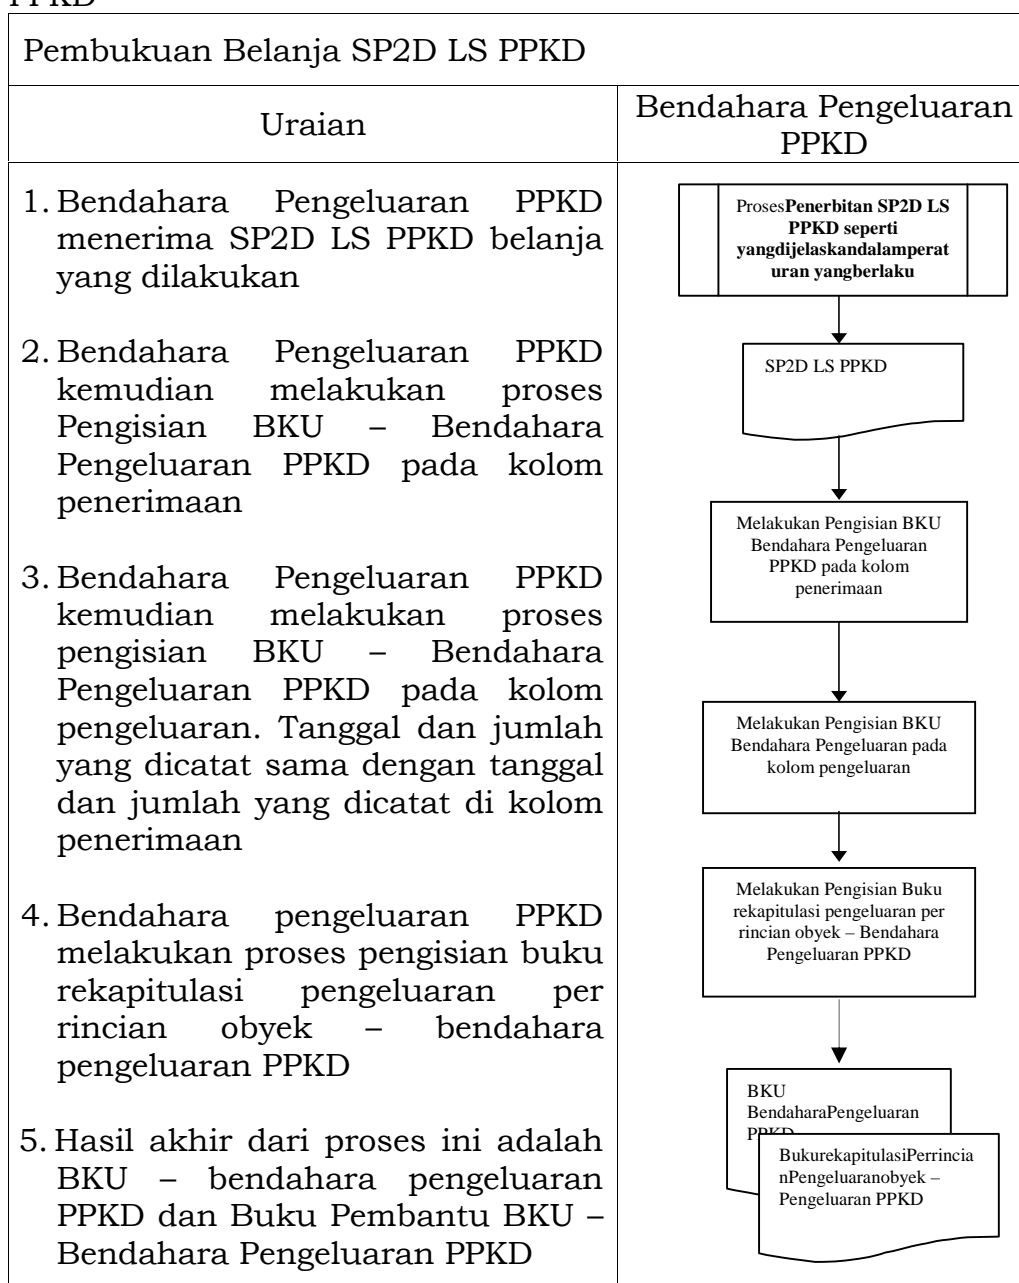 PPKD
Pembukuan Belanja SP2D LS PPKD
Uraian
Bendahara Pengeluaran
PPKD
1. Bendahara Pengeluaran PPKD
menerima SP2D LS PPKD belanja
yang dilakukan
2. Bendahara Pengeluaran PPKD
kemudian melakukan proses
Pengisian BKU – Bendahara
Pengeluaran PPKD pada kolom
penerimaan
3. Bendahara Pengeluaran PPKD
kemudian melakukan proses
pengisian BKU – Bendahara
Pengeluaran PPKD pada kolom
pengeluaran. Tanggal dan jumlah
yang dicatat sama dengan tanggal
dan jumlah yang dicatat di kolom
penerimaan
4. Bendahara pengeluaran PPKD
melakukan proses pengisian buku
rekapitulasi pengeluaran per
rincian obyek – bendahara
pengeluaran PPKD
5. Hasil akhir dari proses ini adalah
BKU – bendahara pengeluaran
PPKD dan Buku Pembantu BKU –
Bendahara Pengeluaran PPKD
ProsesPenerbitan SP2D LS
PPKD seperti
yangdijelaskandalamperat
uran yangberlaku
SP2D LS PPKD
Melakukan Pengisian BKU
Bendahara Pengeluaran
PPKD pada kolom
penerimaan
Melakukan Pengisian BKU
Bendahara Pengeluaran pada
kolom pengeluaran
Melakukan Pengisian Buku
rekapitulasi pengeluaran per
rincian obyek – Bendahara
Pengeluaran PPKD
BKU
BendaharaPengeluaran
PPKD
BukurekapitulasiPerrincia
nPengeluaranobyek –
Pengeluaran PPKD